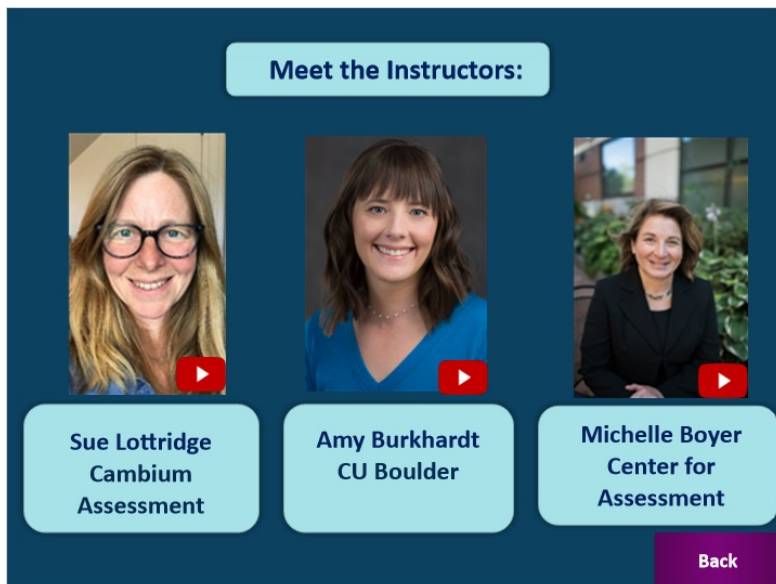 Meet the Instructors:
Sue Lottridge
Cambium
Assessment
Amy Burkhardt
CU Boulder
Michelle Boyer
Center for
Assessment
Back